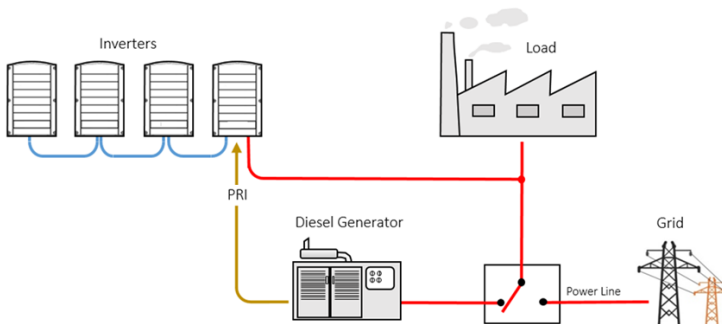 Inverters
Load
PRI
Diesel Generator
Grid
Power Line